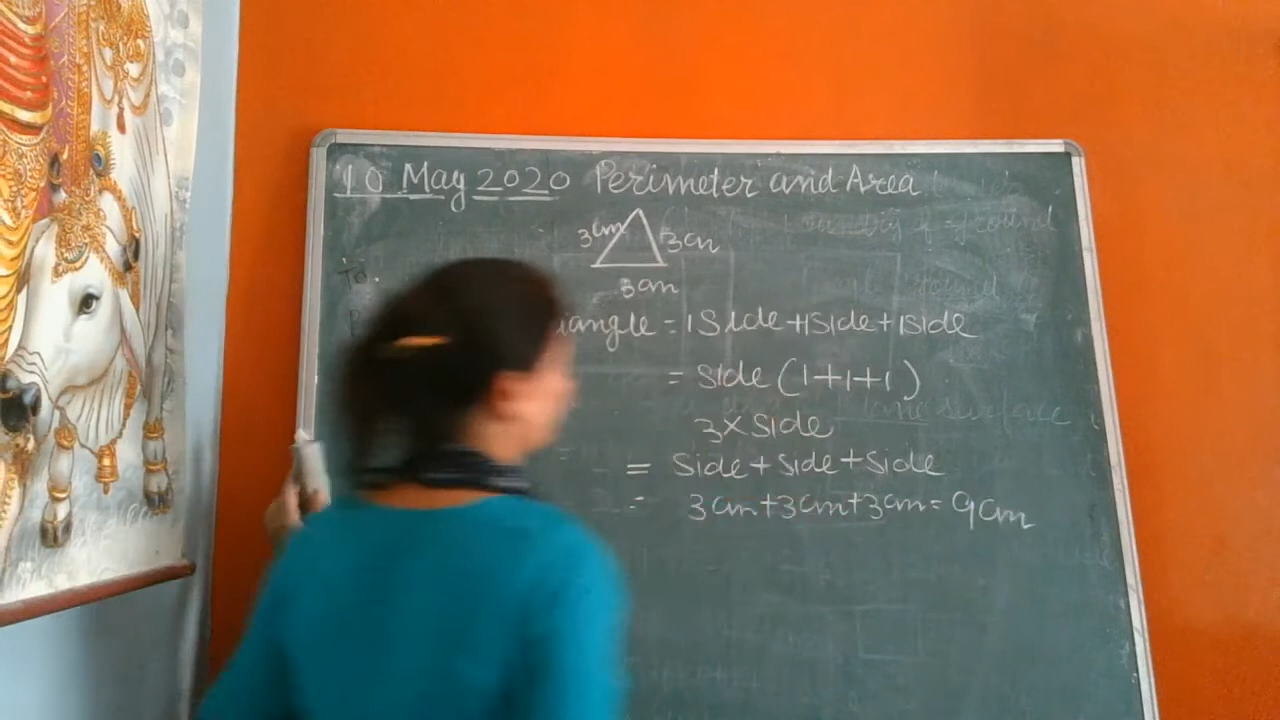 10 May 2020 Perimeter and Area
3cm 3cm
3cm
iangle = 1side+1side+1side
= side (1+1+1)
3×side
= side+side+side
= 3cm+3cm+3cm = 9cm